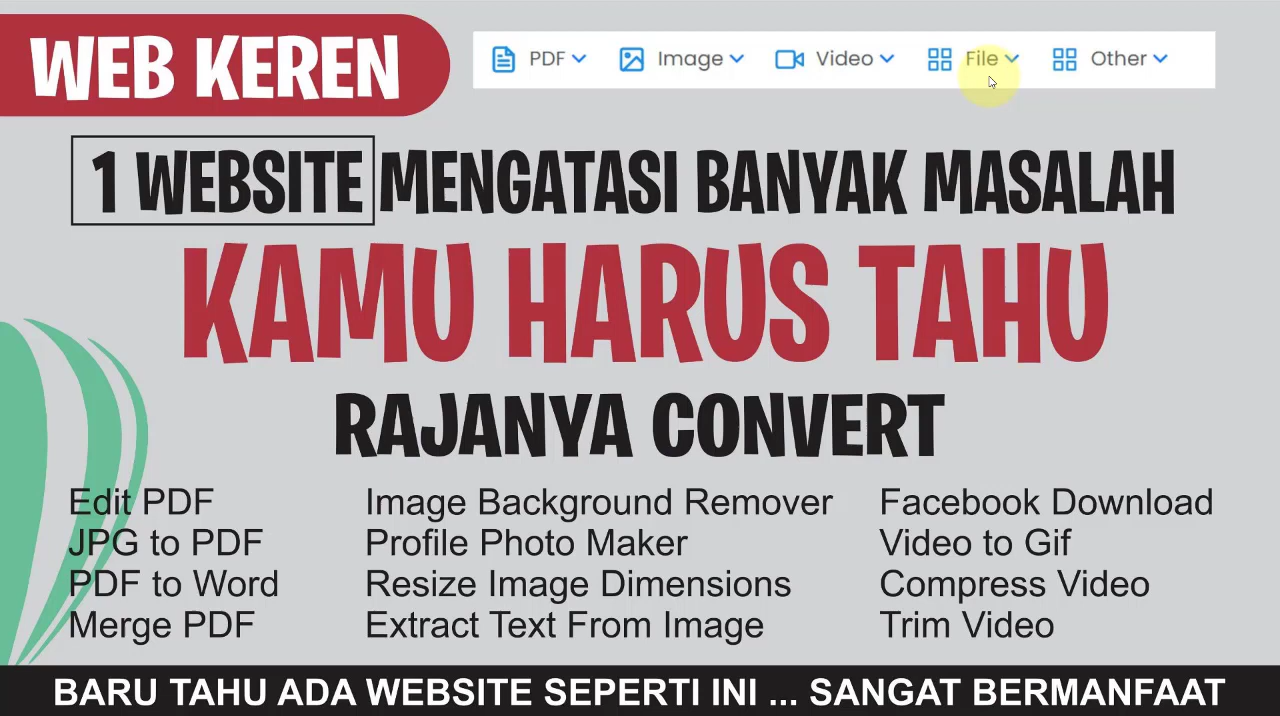 WEB KEREN
PDF Image Video File Other
1 WEBSITE MENGATASI BANYAK MASALAH
KAMU HARUS TAHU
RAJANYA CONVERT
Edit PDF
JPG to PDF
PDF to Word
Merge PDF
Image Background Remover
Profile Photo Maker
Resize Image Dimensions
Extract Text From Image
Facebook Download
Video to Gif
Compress Video
Trim Video
BARU TAHU ADA WEBSITE SEPERTI INI ... SANGAT BERMANFAAT